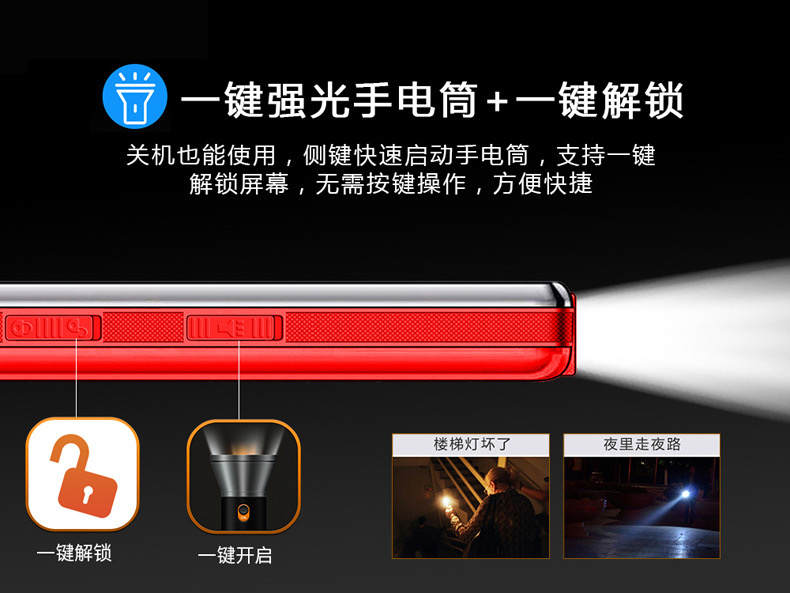 一键强光手电筒+一键解锁
关机也能使用，侧键快速启动手电筒，支持一键
解锁屏幕，无需按键操作，方便快捷
楼梯灯坏了
夜里走夜路
一键解锁
一键开启